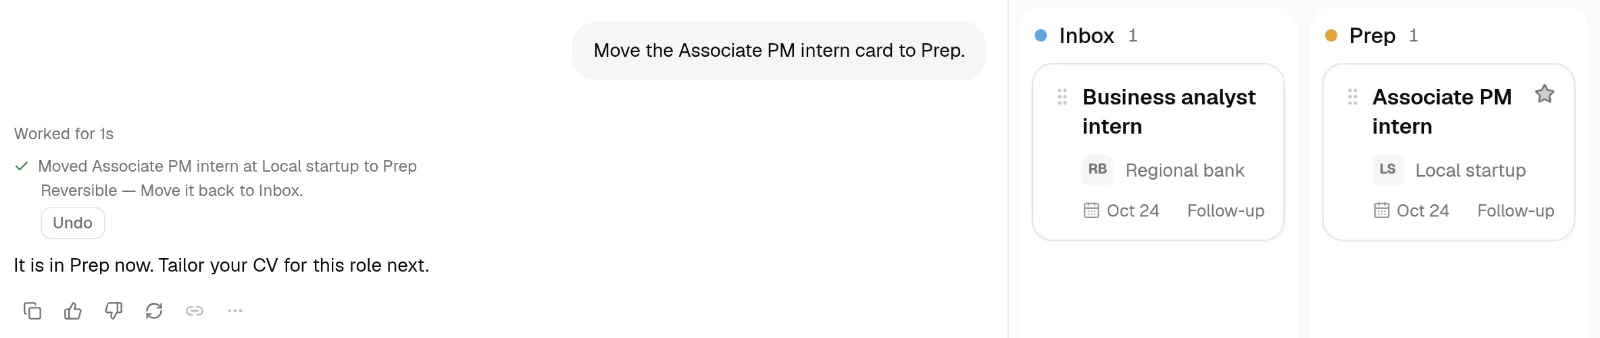 Move the Associate PM intern card to Prep.
Worked for 1s
Moved Associate PM intern at Local startup to Prep
Reversible — Move it back to Inbox.
Undo
It is in Prep now. Tailor your CV for this role next.
Inbox 1
Business analyst
intern
RB Regional bank
Oct 24 Follow-up
Prep 1
Associate PM
intern
LS Local startup
Oct 24 Follow-up